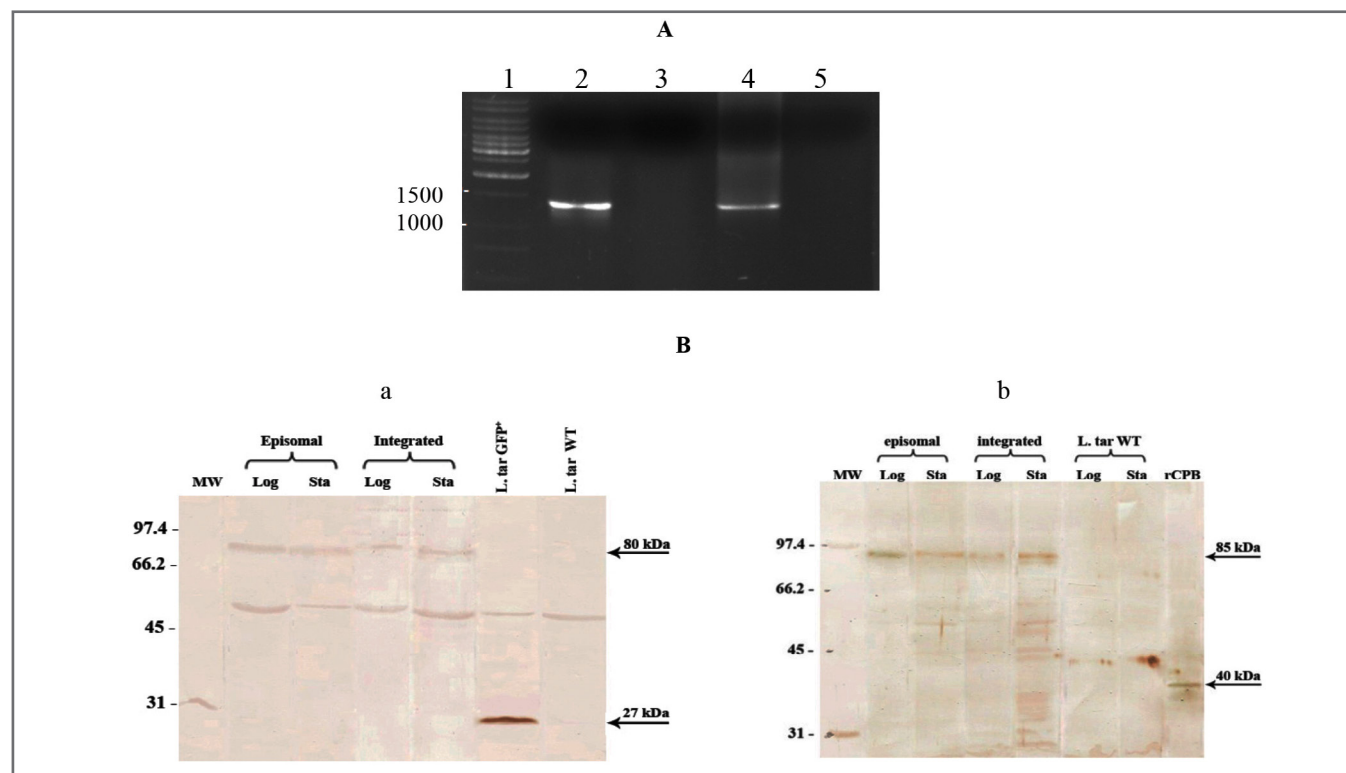 A
1 2 3 4 5
1500
1000
B
a
Episomal Integrated L. tar GFP+ L. tar WT
MW Log Sta Log Sta
97.4 -
66.2 -
45 -
31 -
80 kDa
27 kDa
b
episomal integrated L. tar WT
MW Log Sta Log Sta Log Sta rCPB
97.4 -
66.2 -
45 -
31 -
85 kDa
40 kDa